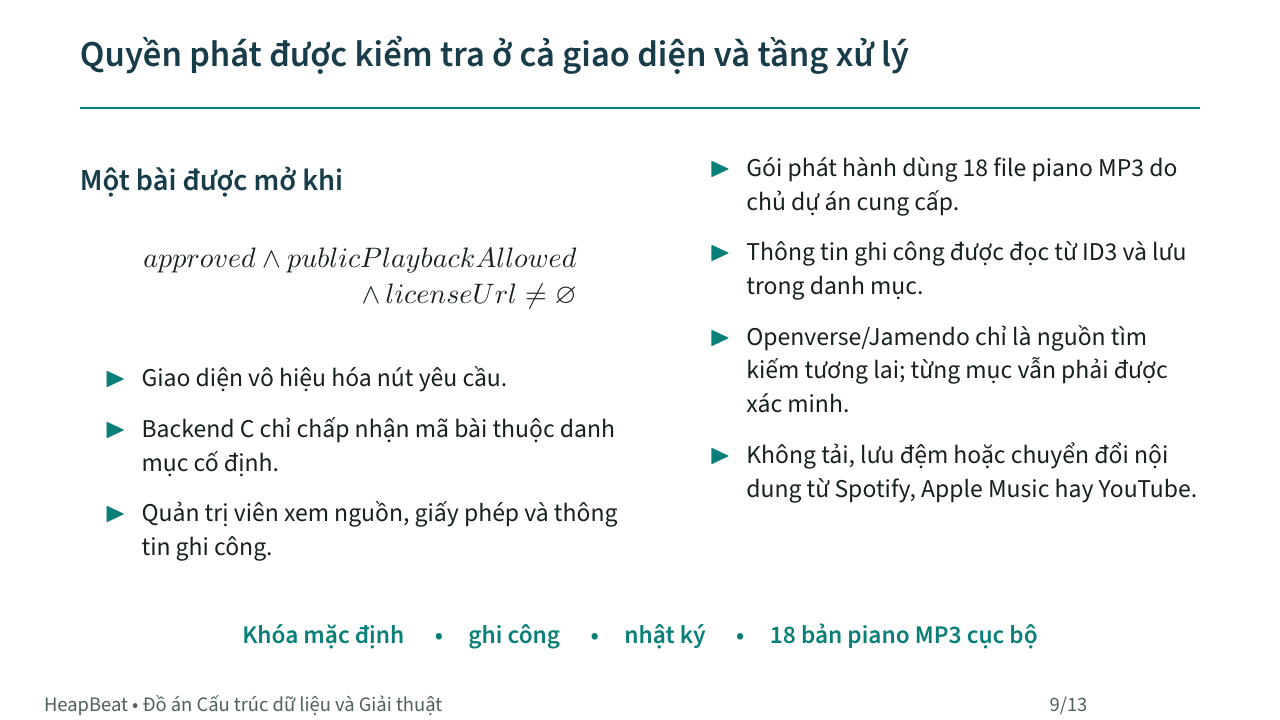 Quyền phát được kiểm tra ở cả giao diện và tầng xử lý
Một bài được mở khi
approved ∧ publicPlaybackAllowed
∧ licenseUrl ≠ ∅
▶ Giao diện vô hiệu hóa nút yêu cầu.
▶ Backend C chỉ chấp nhận mã bài thuộc danh
mục cố định.
▶ Quản trị viên xem nguồn, giấy phép và thông
tin ghi công.
▶ Gói phát hành dùng 18 file piano MP3 do
chủ dự án cung cấp.
▶ Thông tin ghi công được đọc từ ID3 và lưu
trong danh mục.
▶ Openverse/Jamendo chỉ là nguồn tìm
kiếm tương lai; từng mục vẫn phải được
xác minh.
▶ Không tải, lưu đệm hoặc chuyển đổi nội
dung từ Spotify, Apple Music hay YouTube.
Khóa mặc định • ghi công • nhật ký • 18 bản piano MP3 cục bộ
HeapBeat • Đồ án Cấu trúc dữ liệu và Giải thuật 9/13